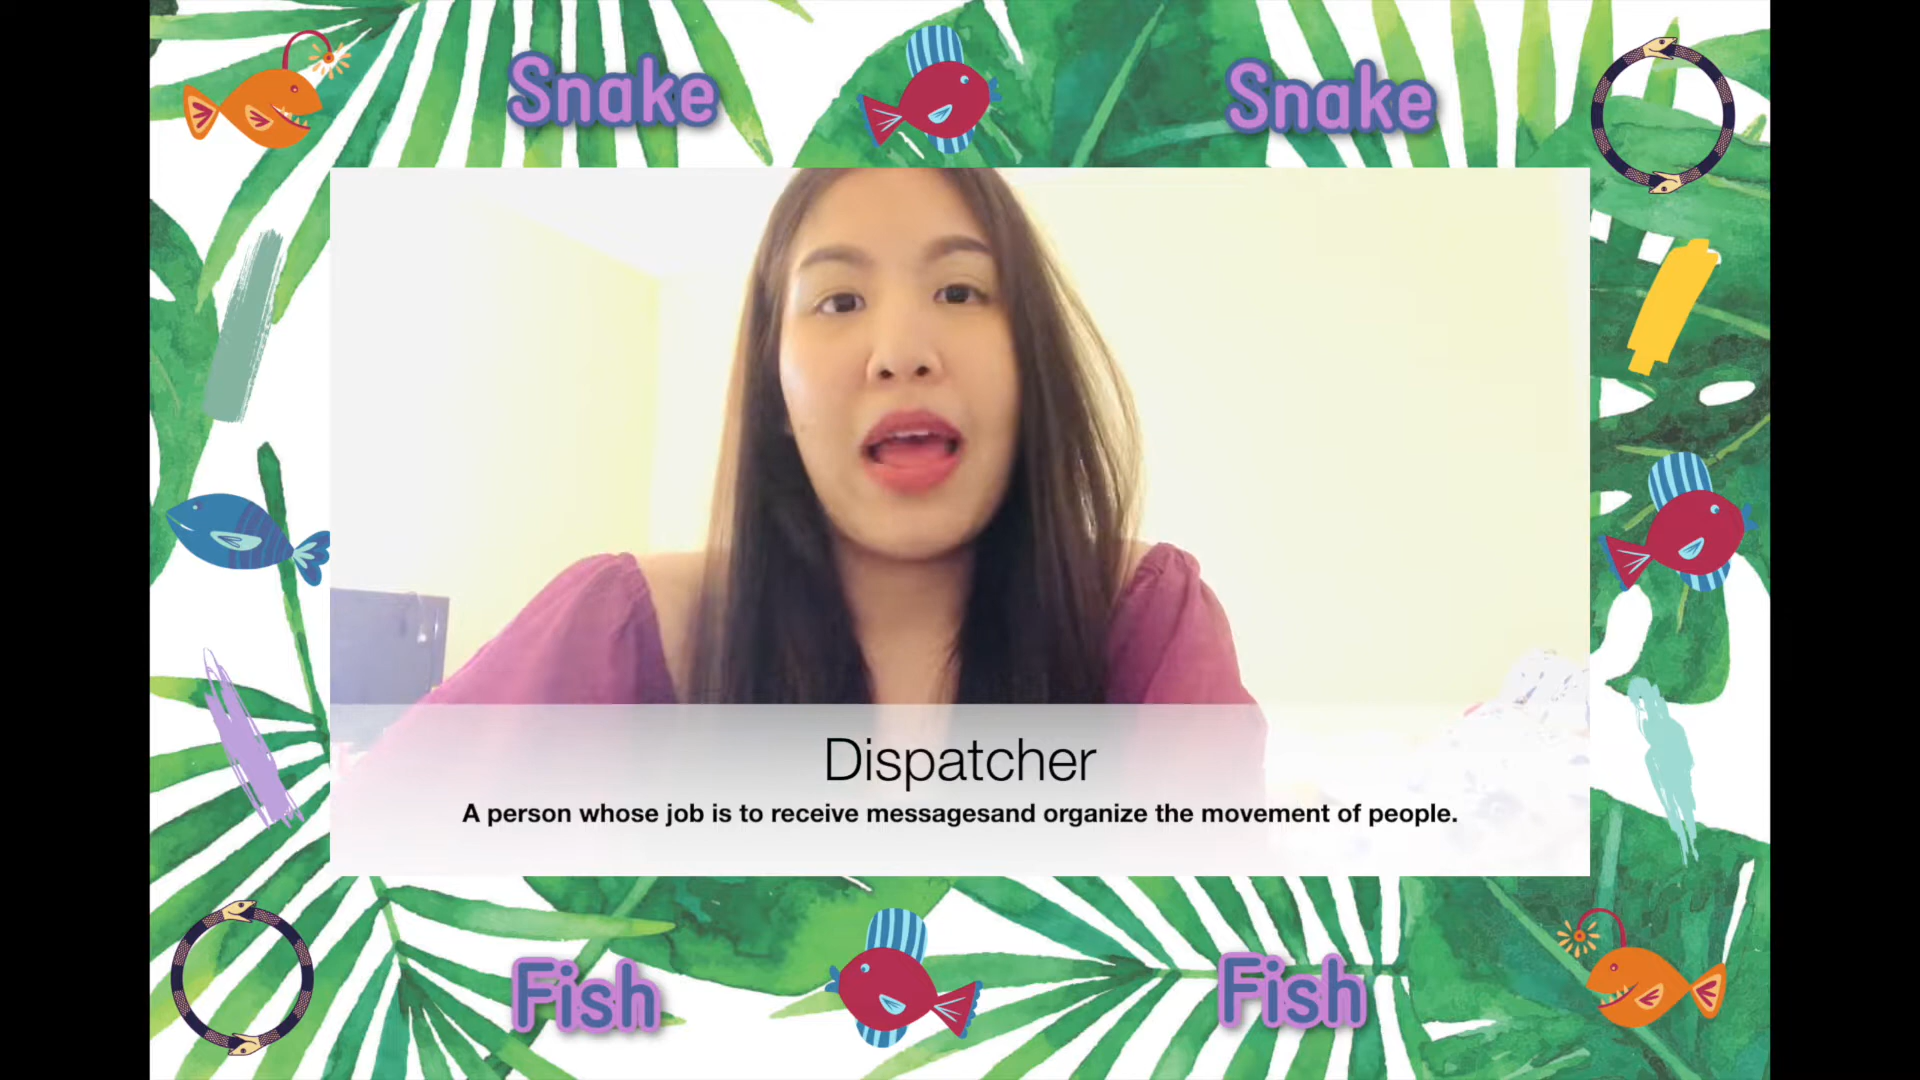 Snake
Snake
Dispatcher
A person whose job is to receive messagesand organize the movement of people.
Fish
Fish